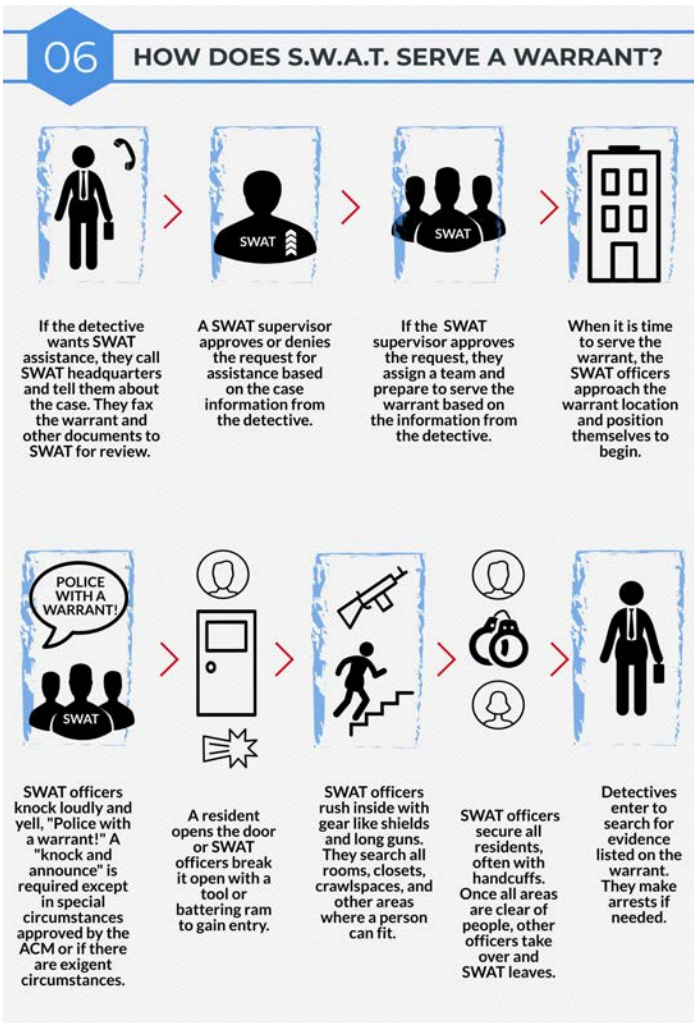 06
HOW DOES S.W.A.T. SERVE A WARRANT?
SWAT
SWAT
If the detective
wants SWAT
assistance, they call
SWAT headquarters
and tell them about
the case. They fax
the warrant and
other documents to
SWAT for review.
A SWAT supervisor
approves or denies
the request for
assistance based
on the case
information from
the detective.
If the SWAT
supervisor approves
the request, they
assign a team and
prepare to serve the
warrant based on
the information from
the detective.
When it is time
to serve the
warrant, the
SWAT officers
approach the
warrant location
and position
themselves to
begin.
POLICE
WITH A
WARRANT!
SWAT
SWAT officers
knock loudly and
yell, "Police with
a warrant!" A
"knock and
announce" is
required except
in special
circumstances
approved by the
ACM or if there
are exigent
circumstances.
A resident
opens the door
or SWAT
officers break
it open with a
tool or
battering ram
to gain entry.
SWAT officers
rush inside with
gear like shields
and long guns.
They search all
rooms, closets,
crawlspaces, and
other areas
where a person
can fit.
SWAT officers
secure all
residents,
often with
handcuffs.
Once all areas
are clear of
people, other
officers take
over and
SWAT leaves.
Detectives
enter to
search for
evidence
listed on the
warrant.
They make
arrests if
needed.